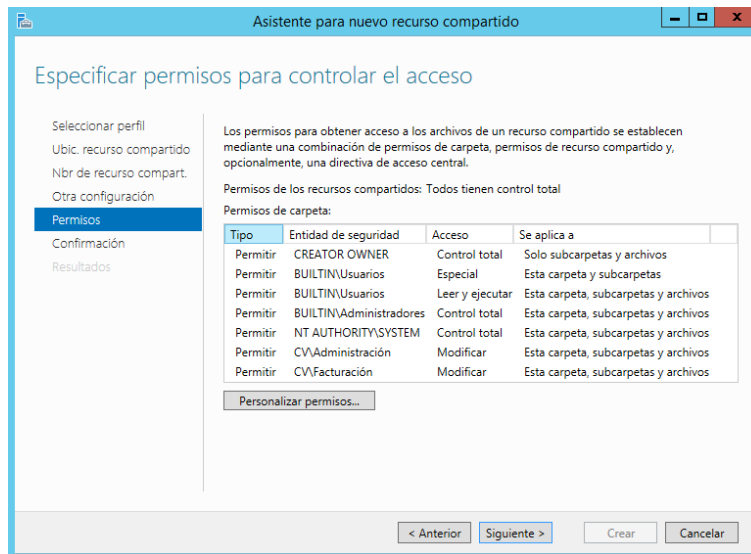 Asistente para nuevo recurso compartido
Especificar permisos para controlar el acceso
Seleccionar perfil
Ubic. recurso compartido
Nbr de recurso compart.
Otra configuración
Permisos
Confirmación
Resultados
Los permisos para obtener acceso a los archivos de un recurso compartido se establecen
mediante una combinación de permisos de carpeta, permisos de recurso compartido y,
opcionalmente, una directiva de acceso central.
Permisos de los recursos compartidos: Todos tienen control total
Permisos de carpeta:
Tipo Entidad de seguridad Acceso Se aplica a
Permitir CREATOR OWNER Control total Solo subcarpetas y archivos
Permitir BUILTIN\Usuarios Especial Esta carpeta y subcarpetas
Permitir BUILTIN\Usuarios Leer y ejecutar Esta carpeta, subcarpetas y archivos
Permitir BUILTIN\Administradores Control total Esta carpeta, subcarpetas y archivos
Permitir NT AUTHORITY\SYSTEM Control total Esta carpeta, subcarpetas y archivos
Permitir CV\Administración Modificar Esta carpeta, subcarpetas y archivos
Permitir CV\Facturación Modificar Esta carpeta, subcarpetas y archivos
Personalizar permisos...
< Anterior Siguiente > Crear Cancelar